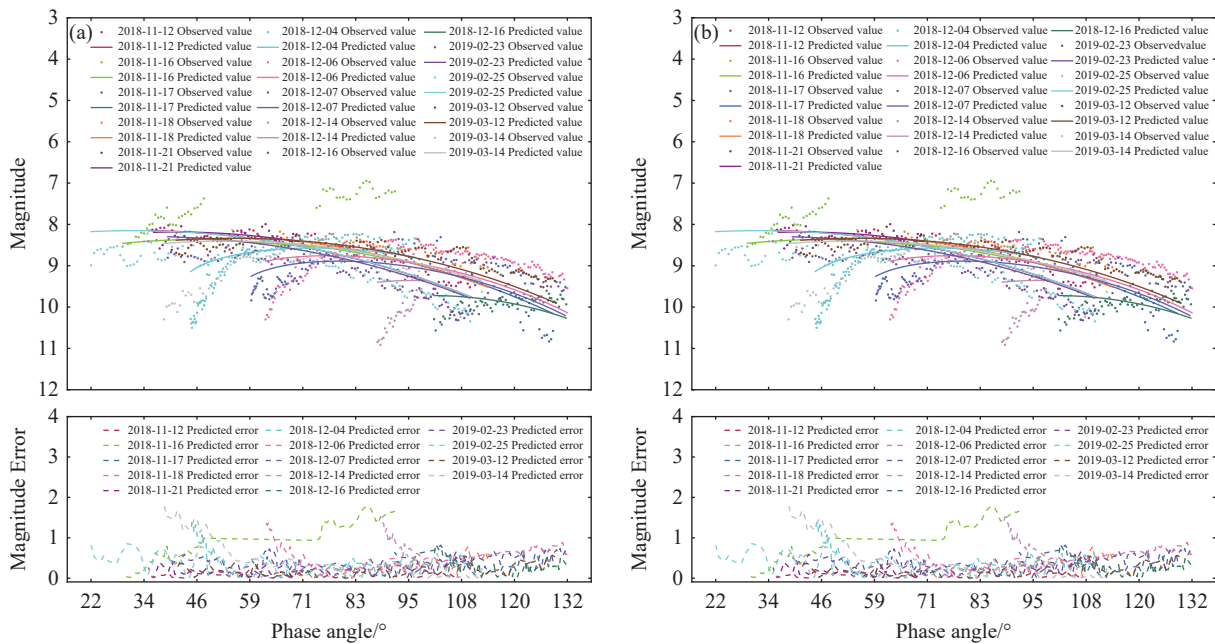 3
4
5
6
7
8
9
10
11
12
Magnitude
(a)
2018-11-12 Observed value
2018-11-12 Predicted value
2018-11-16 Observed value
2018-11-16 Predicted value
2018-11-17 Observed value
2018-11-17 Predicted value
2018-11-18 Observed value
2018-11-18 Predicted value
2018-11-21 Observed value
2018-11-21 Predicted value
2018-12-04 Observed value
2018-12-04 Predicted value
2018-12-06 Observed value
2018-12-06 Predicted value
2018-12-07 Observed value
2018-12-07 Predicted value
2018-12-14 Observed value
2018-12-14 Predicted value
2018-12-16 Observed value
2018-12-16 Predicted value
2019-02-23 Observed value
2019-02-23 Predicted value
2019-02-25 Observed value
2019-02-25 Predicted value
2019-03-12 Observed value
2019-03-12 Predicted value
2019-03-14 Observed value
2019-03-14 Predicted value
4
3
2
1
0
Magnitude Error
2018-11-12 Predicted error
2018-11-16 Predicted error
2018-11-17 Predicted error
2018-11-18 Predicted error
2018-11-21 Predicted error
2018-12-04 Predicted error
2018-12-06 Predicted error
2018-12-07 Predicted error
2018-12-14 Predicted error
2018-12-16 Predicted error
2019-02-23 Predicted error
2019-02-25 Predicted error
2019-03-12 Predicted error
2019-03-14 Predicted error
22 34 46 59 71 83 95 108 120 132
Phase angle/°
3
4
5
6
7
8
9
10
11
12
Magnitude
(b)
2018-11-12 Observed value
2018-11-12 Predicted value
2018-11-16 Observed value
2018-11-16 Predicted value
2018-11-17 Observed value
2018-11-17 Predicted value
2018-11-18 Observed value
2018-11-18 Predicted value
2018-11-21 Observed value
2018-11-21 Predicted value
2018-12-04 Observed value
2018-12-04 Predicted value
2018-12-06 Observed value
2018-12-06 Predicted value
2018-12-07 Observed value
2018-12-07 Predicted value
2018-12-14 Observed value
2018-12-14 Predicted value
2018-12-16 Observed value
2018-12-16 Predicted value
2019-02-23 Observedvalue
2019-02-23 Predicted value
2019-02-25 Observed value
2019-02-25 Predicted value
2019-03-12 Observed value
2019-03-12 Predicted value
2019-03-14 Observed value
2019-03-14 Predicted value
4
3
2
1
0
Magnitude Error
2018-11-12 Predicted error
2018-11-16 Predicted error
2018-11-17 Predicted error
2018-11-18 Predicted error
2018-11-21 Predicted error
2018-12-04 Predicted error
2018-12-06 Predicted error
2018-12-07 Predicted error
2018-12-14 Predicted error
2018-12-16 Predicted error
2019-02-23 Predicted error
2019-02-25 Predicted error
2019-03-12 Predicted error
2019-03-14 Predicted error
22 34 46 59 71 83 95 108 120 132
Phase angle/°